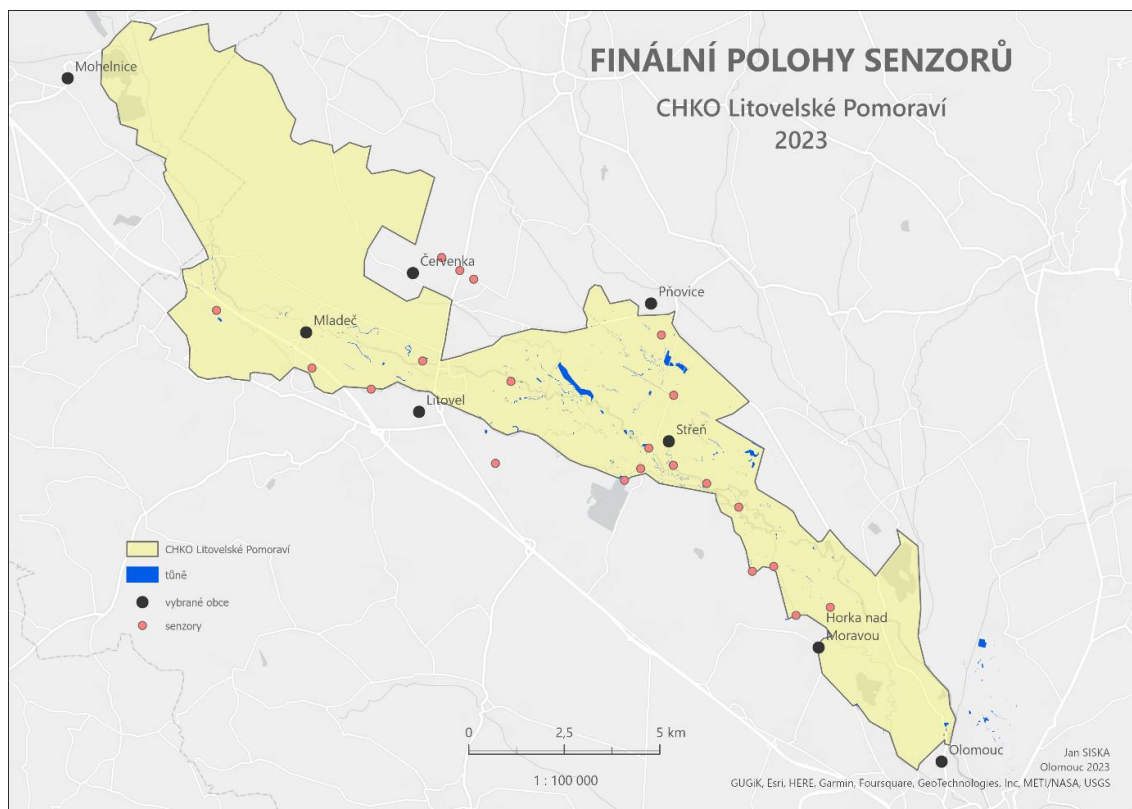 FINÁLNÍ POLOHY SENZORŮ
CHKO Litovelské Pomoraví
2023
Mohelnice
Červenka
Pňovice
Mladeč
Litovel
Střeň
CHKO Litovelské Pomoraví
tůně
vybrané obce
senzory
Horka nad
Moravou
Olomouc
0 2,5 5 km
1 : 100 000
Jan SISKA
Olomouc 2023
GUGiK, Esri, HERE, Garmin, Foursquare, GeoTechnologies, Inc, METI/NASA, USGS